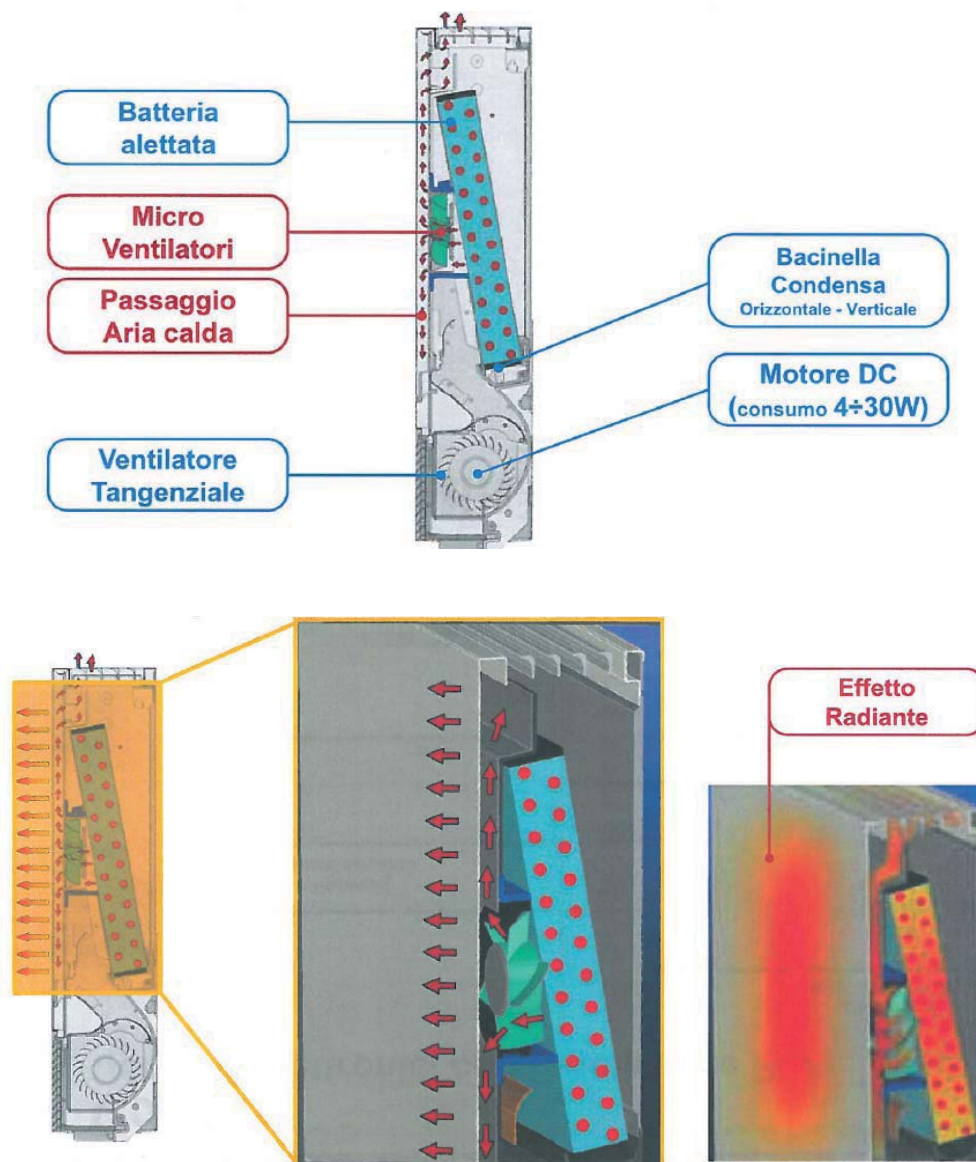 Batteria
alettata
Micro
Ventilatori
Passaggio
Aria calda
Bacinella
Condensa
Orizzontale - Verticale
Motore DC
(consumo 4÷30W)
Ventilatore
Tangenziale
Effetto
Radiante